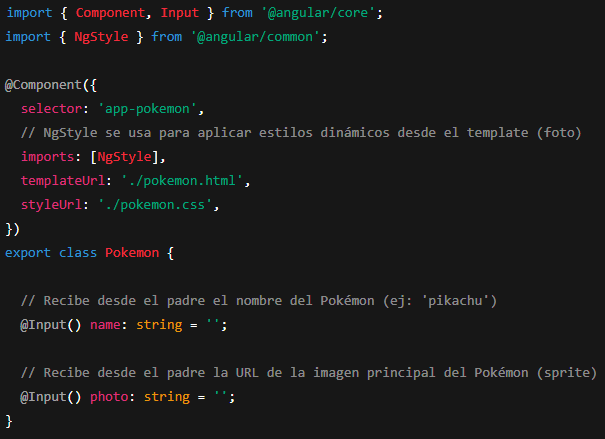 import { Component, Input } from '@angular/core';
import { NgStyle } from '@angular/common';

@Component({
  selector: 'app-pokemon',
  // NgStyle se usa para aplicar estilos dinámicos desde el template (foto)
  imports: [NgStyle],
  templateUrl: './pokemon.html',
  styleUrl: './pokemon.css',
})
export class Pokemon {

  // Recibe desde el padre el nombre del Pokémon (ej: 'pikachu')
  @Input() name: string = '';

  // Recibe desde el padre la URL de la imagen principal del Pokémon (sprite)
  @Input() photo: string = '';
}